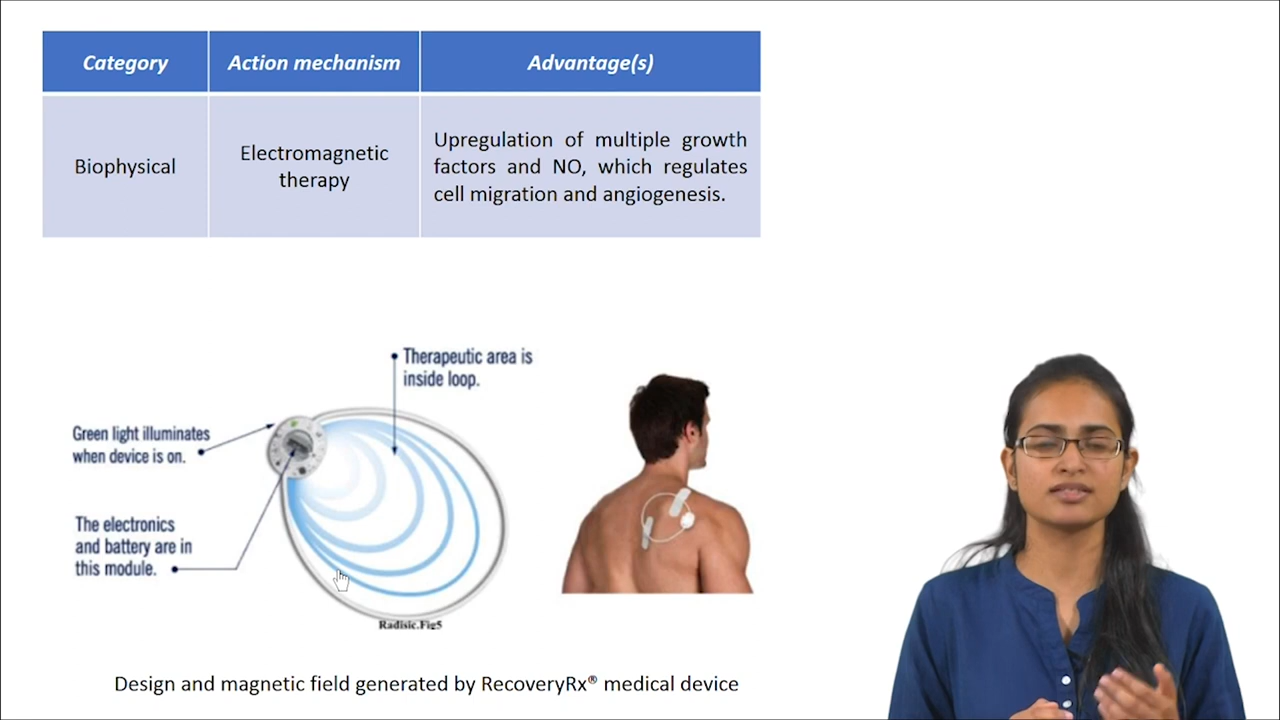 Category
Action mechanism
Advantage(s)
Biophysical
Electromagnetic
therapy
Upregulation of multiple growth
factors and NO, which regulates
cell migration and angiogenesis.
Therapeutic area is
inside loop.
Green light illuminates
when device is on.
The electronics
and battery are in
this module.
Radisic.Fig5
Design and magnetic field generated by RecoveryRx® medical device